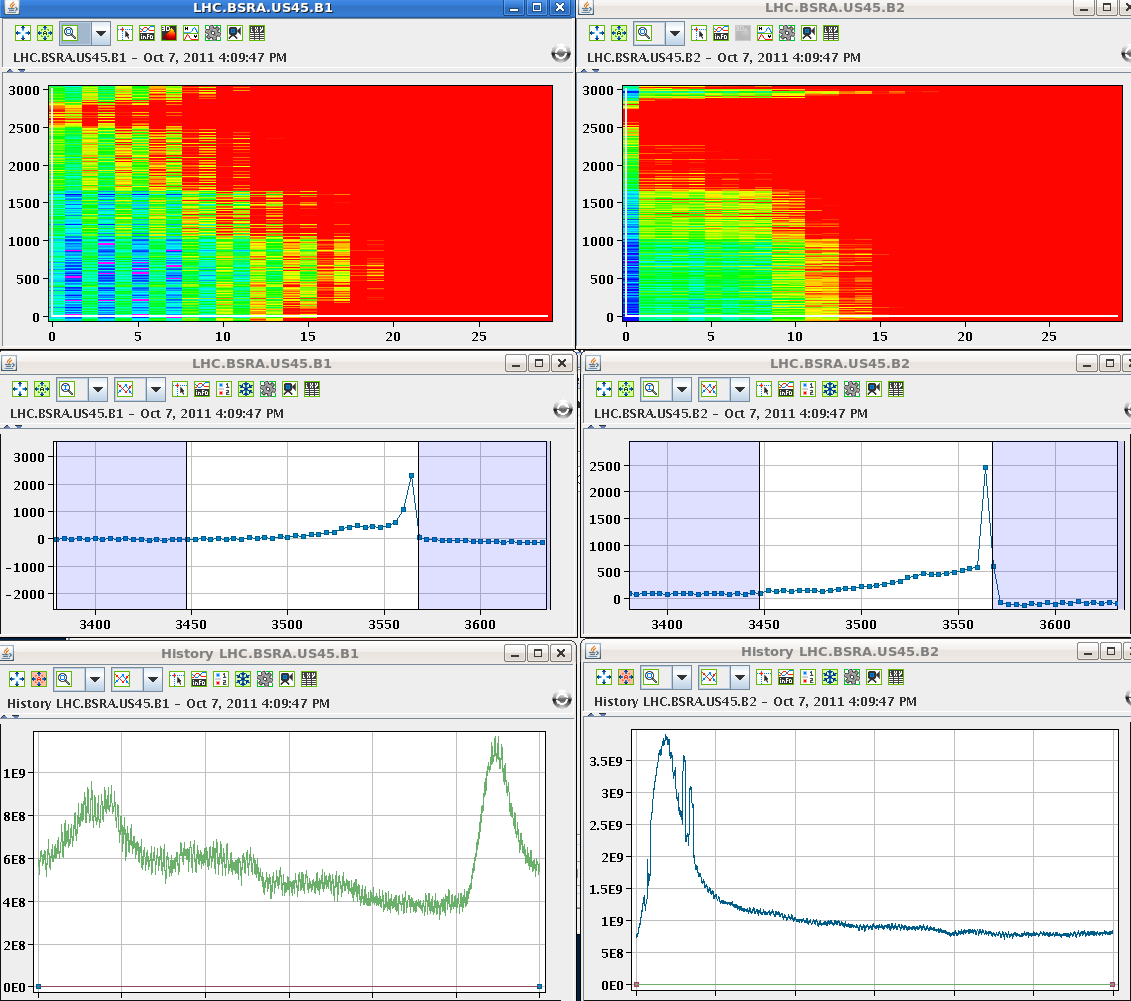 LHC.BSRA.US45.B1
LHC.BSRA.US45.B1 – Oct 7, 2011 4:09:47 PM
3000
2500
2000
1500
1000
500
0
0 5 10 15 20 25
LHC.BSRA.US45.B2
LHC.BSRA.US45.B2 – Oct 7, 2011 4:09:47 PM
3000
2500
2000
1500
1000
500
0
0 5 10 15 20 25
LHC.BSRA.US45.B1
LHC.BSRA.US45.B1 – Oct 7, 2011 4:09:47 PM
3000
2000
1000
0
-1000
-2000
3400 3450 3500 3550 3600
LHC.BSRA.US45.B2
LHC.BSRA.US45.B2 – Oct 7, 2011 4:09:47 PM
2500
2000
1500
1000
500
0
3400 3450 3500 3550 3600
History LHC.BSRA.US45.B1
History LHC.BSRA.US45.B1 – Oct 7, 2011 4:09:47 PM
1E9
8E8
6E8
4E8
2E8
0E0
History LHC.BSRA.US45.B2
History LHC.BSRA.US45.B2 – Oct 7, 2011 4:09:47 PM
3.5E9
3E9
2.5E9
2E9
1.5E9
1E9
5E8
0E0